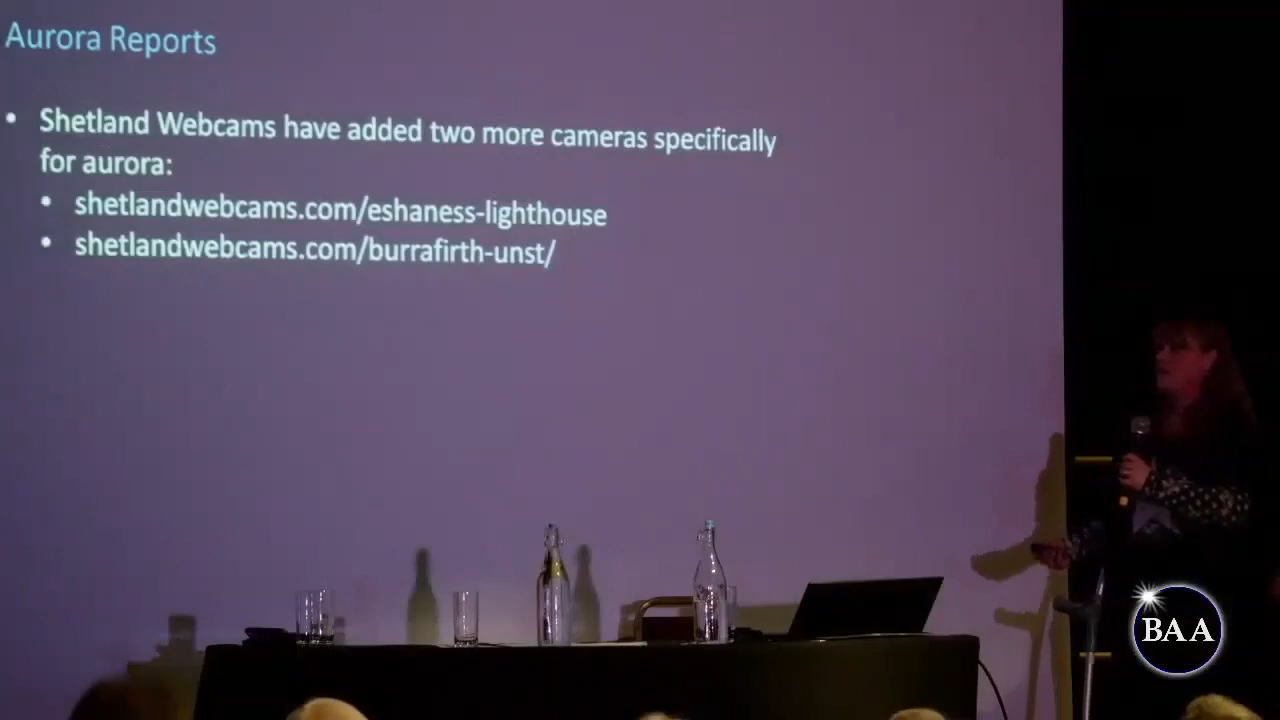 Aurora Reports
• Shetland Webcams have added two more cameras specifically
for aurora:
• shetlandwebcams.com/eshaness-lighthouse
• shetlandwebcams.com/burrafirth-unst/
BAA